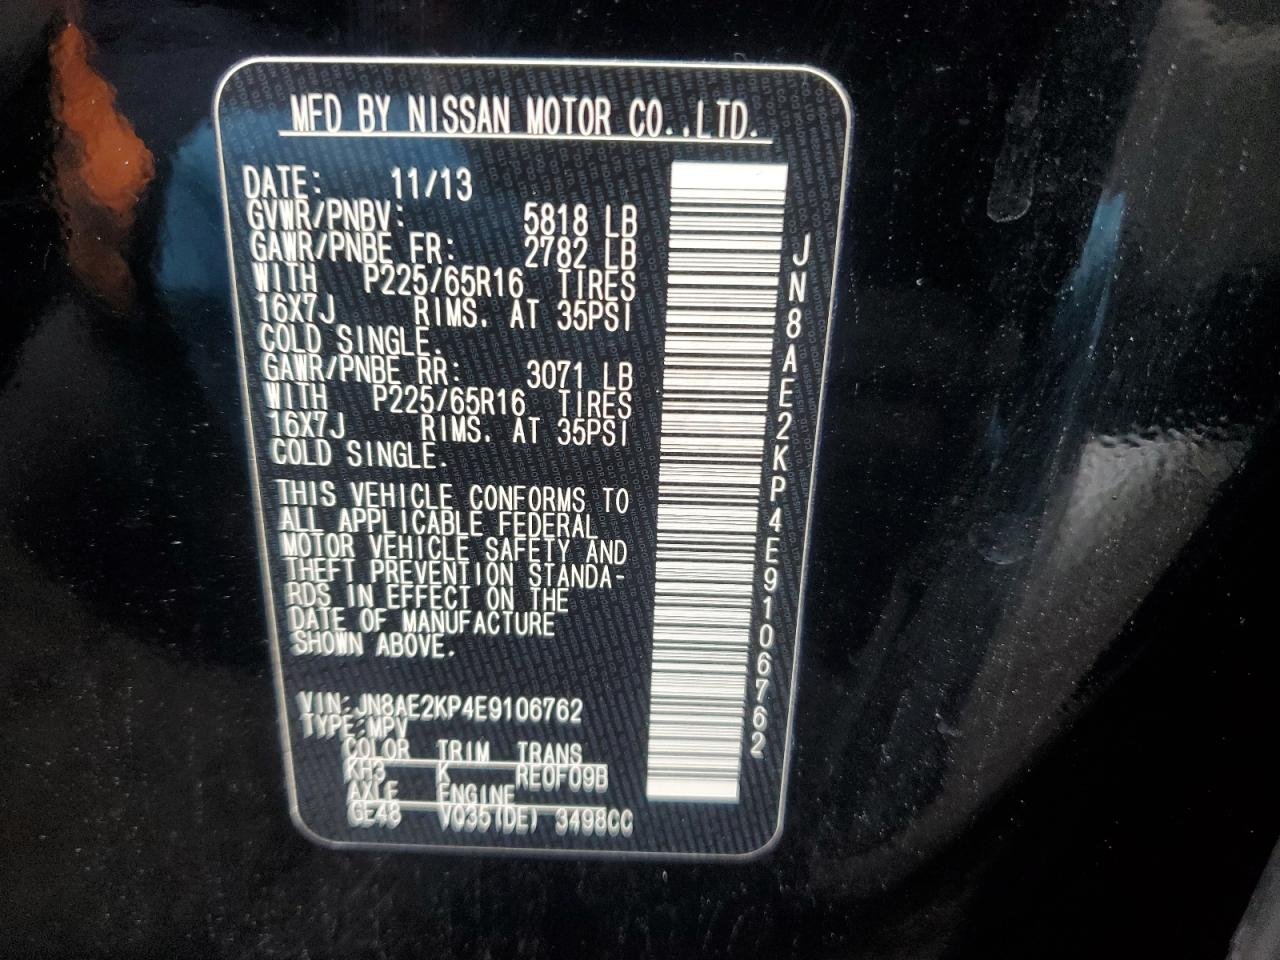 MFD BY NISSAN MOTOR CO.,LTD.
DATE: 11/13
GVWR/PNBV: 5818 LB
GAWR/PNBE FR: 2782 LB
WITH P225/65R16 TIRES
16X7J RIMS. AT 35PSI
COLD SINGLE.
GAWR/PNBE RR: 3071 LB
WITH P225/65R16 TIRES
16X7J RIMS. AT 35PSI
COLD SINGLE.
THIS VEHICLE CONFORMS TO
ALL APPLICABLE FEDERAL
MOTOR VEHICLE SAFETY AND
THEFT PREVENTION STANDA-
RDS IN EFFECT ON THE
DATE OF MANUFACTURE
SHOWN ABOVE.
VIN:JN8AE2KP4E9106762
TYPE:MPV
COLOR TRIM TRANS
KH3 K RE0F09B
AXLE ENGINE
GE48 VQ35(DE) 3498CC
JN8AE2KP4E9106762